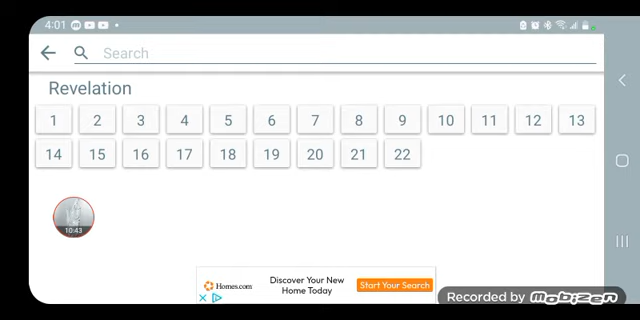 4:01
Search
Revelation
1 2 3 4 5 6 7 8 9 10 11 12 13
14 15 16 17 18 19 20 21 22
10:43
Homes.com
Discover Your New
Home Today
Start Your Search
Recorded by Mobizen